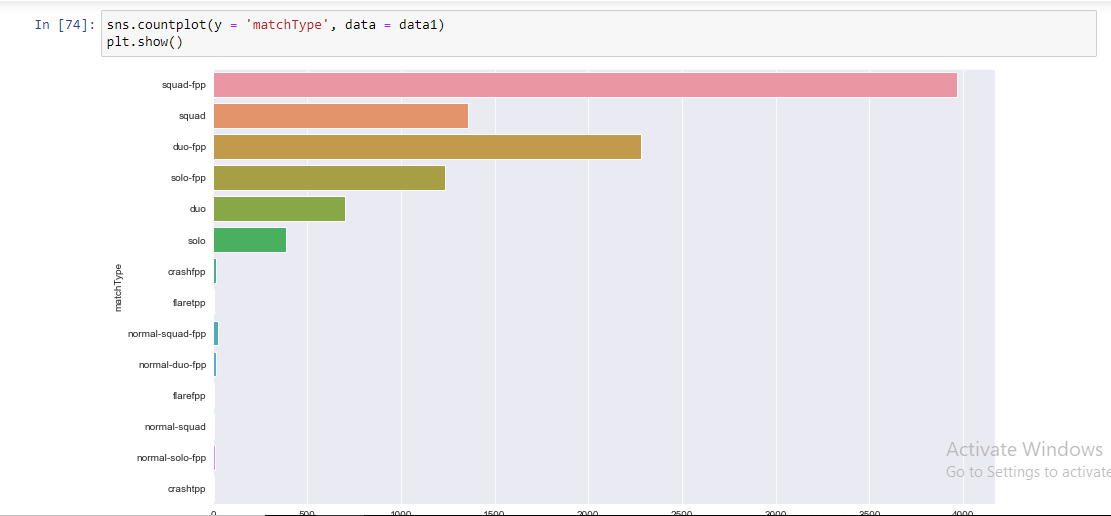 In [74]: sns.countplot(y = 'matchType', data = data1)
plt.show()
squad-fpp
squad
duo-fpp
solo-fpp
duo
solo
crashfpp
flaretpp
normal-squad-fpp
normal-duo-fpp
flarefpp
normal-squad
normal-solo-fpp
crashtpp
matchType
0 500 1000 1500 2000 2500 3000 3500 4000
Activate Windows
Go to Settings to activate